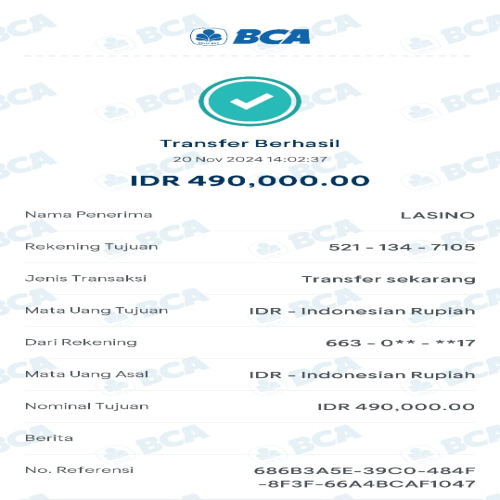 BCA
Transfer Berhasil
20 Nov 2024 14:02:37
IDR 490,000.00
Nama Penerima LASINO
Rekening Tujuan 521 - 134 - 7105
Jenis Transaksi Transfer sekarang
Mata Uang Tujuan IDR - Indonesian Rupiah
Dari Rekening 663 - 0** - **17
Mata Uang Asal IDR - Indonesian Rupiah
Nominal Tujuan IDR 490,000.00
Berita
No. Referensi 686B3A5E-39C0-484F
-8F3F-66A4BCAF1047